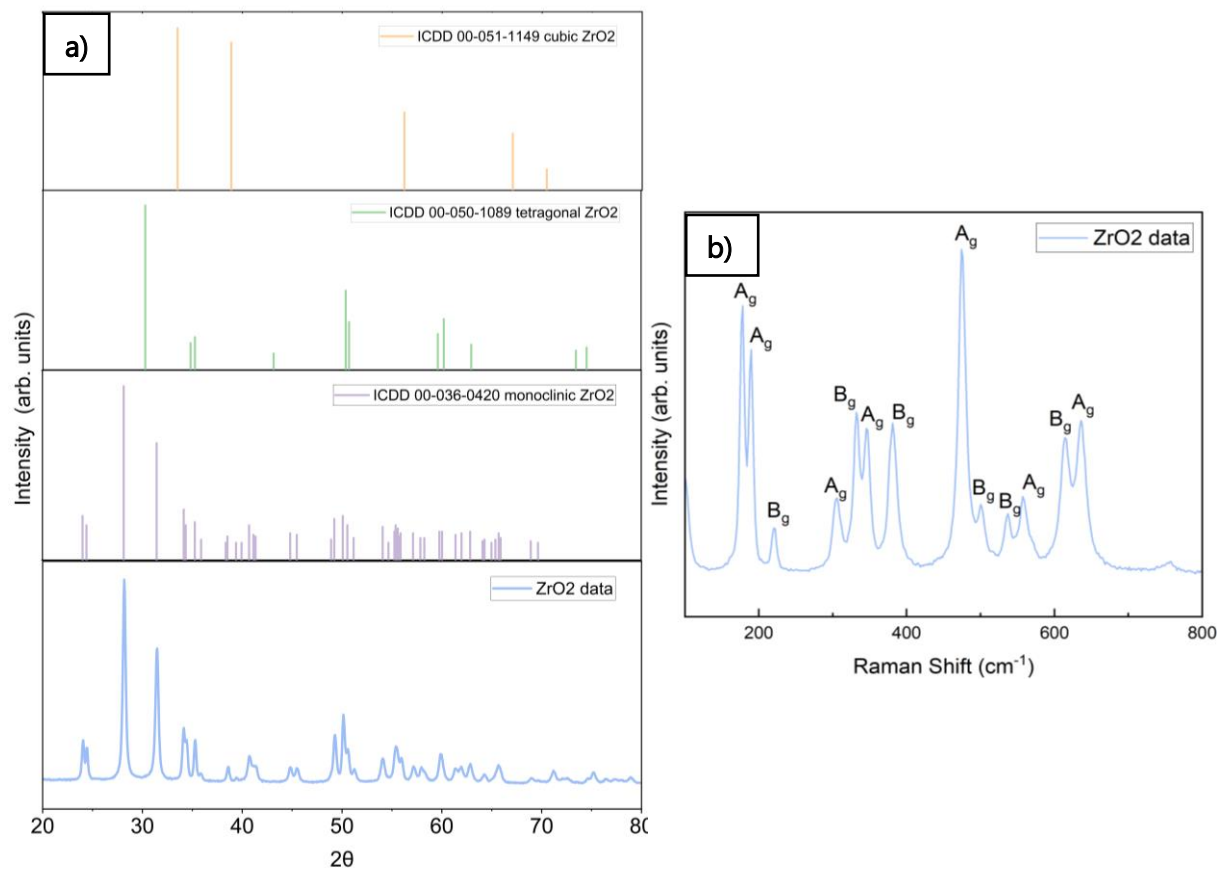 a)
ICDD 00-051-1149 cubic ZrO2
ICDD 00-050-1089 tetragonal ZrO2
ICDD 00-036-0420 monoclinic ZrO2
ZrO2 data
Intensity (arb. units)
20 30 40 50 60 70 80
2θ
b)
ZrO2 data
Ag
Ag
Bg
Ag
Bg
Ag
Bg
Ag
Bg
Bg
Ag
Bg
Ag
Intensity (arb. units)
200 400 600 800
Raman Shift (cm-1)